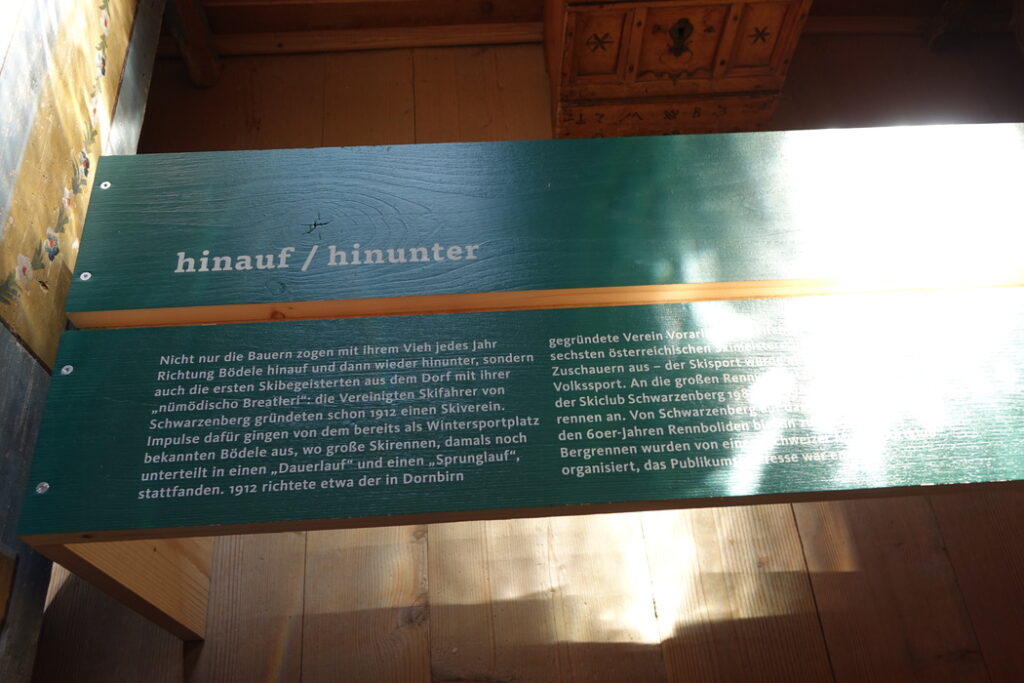 hinauf / hinunter
Nicht nur die Bauern zogen mit ihrem Vieh jedes Jahr
Richtung Bödele hinauf und dann wieder hinunter, sondern
auch die ersten Skibegeisterten aus dem Dorf mit ihrer
„nümödischo Breatleri“: die Vereinigten Skifahrer von
Schwarzenberg gründeten schon 1912 einen Skiverein.
Impulse dafür gingen von dem bereits als Wintersportplatz
bekannten Bödele aus, wo große Skirennen, damals noch
unterteilt in einen „Dauerlauf“ und einen „Sprunglauf“,
stattfanden. 1912 richtete etwa der in Dornbirn
gegründete Verein
sechsten österreichischen
Zuschauern aus – der Skisport
Volkssport. An die großen
der Skiclub Schwarzenberg
rennen an. Von Schwarzenberg
den 60er-Jahren Rennboliden
Bergrennen wurden von
organisiert, das